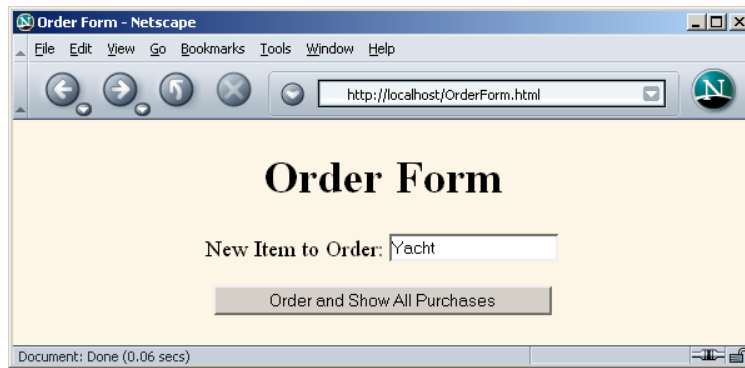 Order Form - Netscape
File Edit View Go Bookmarks Tools Window Help
http://localhost/OrderForm.html
N
Order Form
New Item to Order: Yacht
Order and Show All Purchases
Document: Done (0.06 secs)